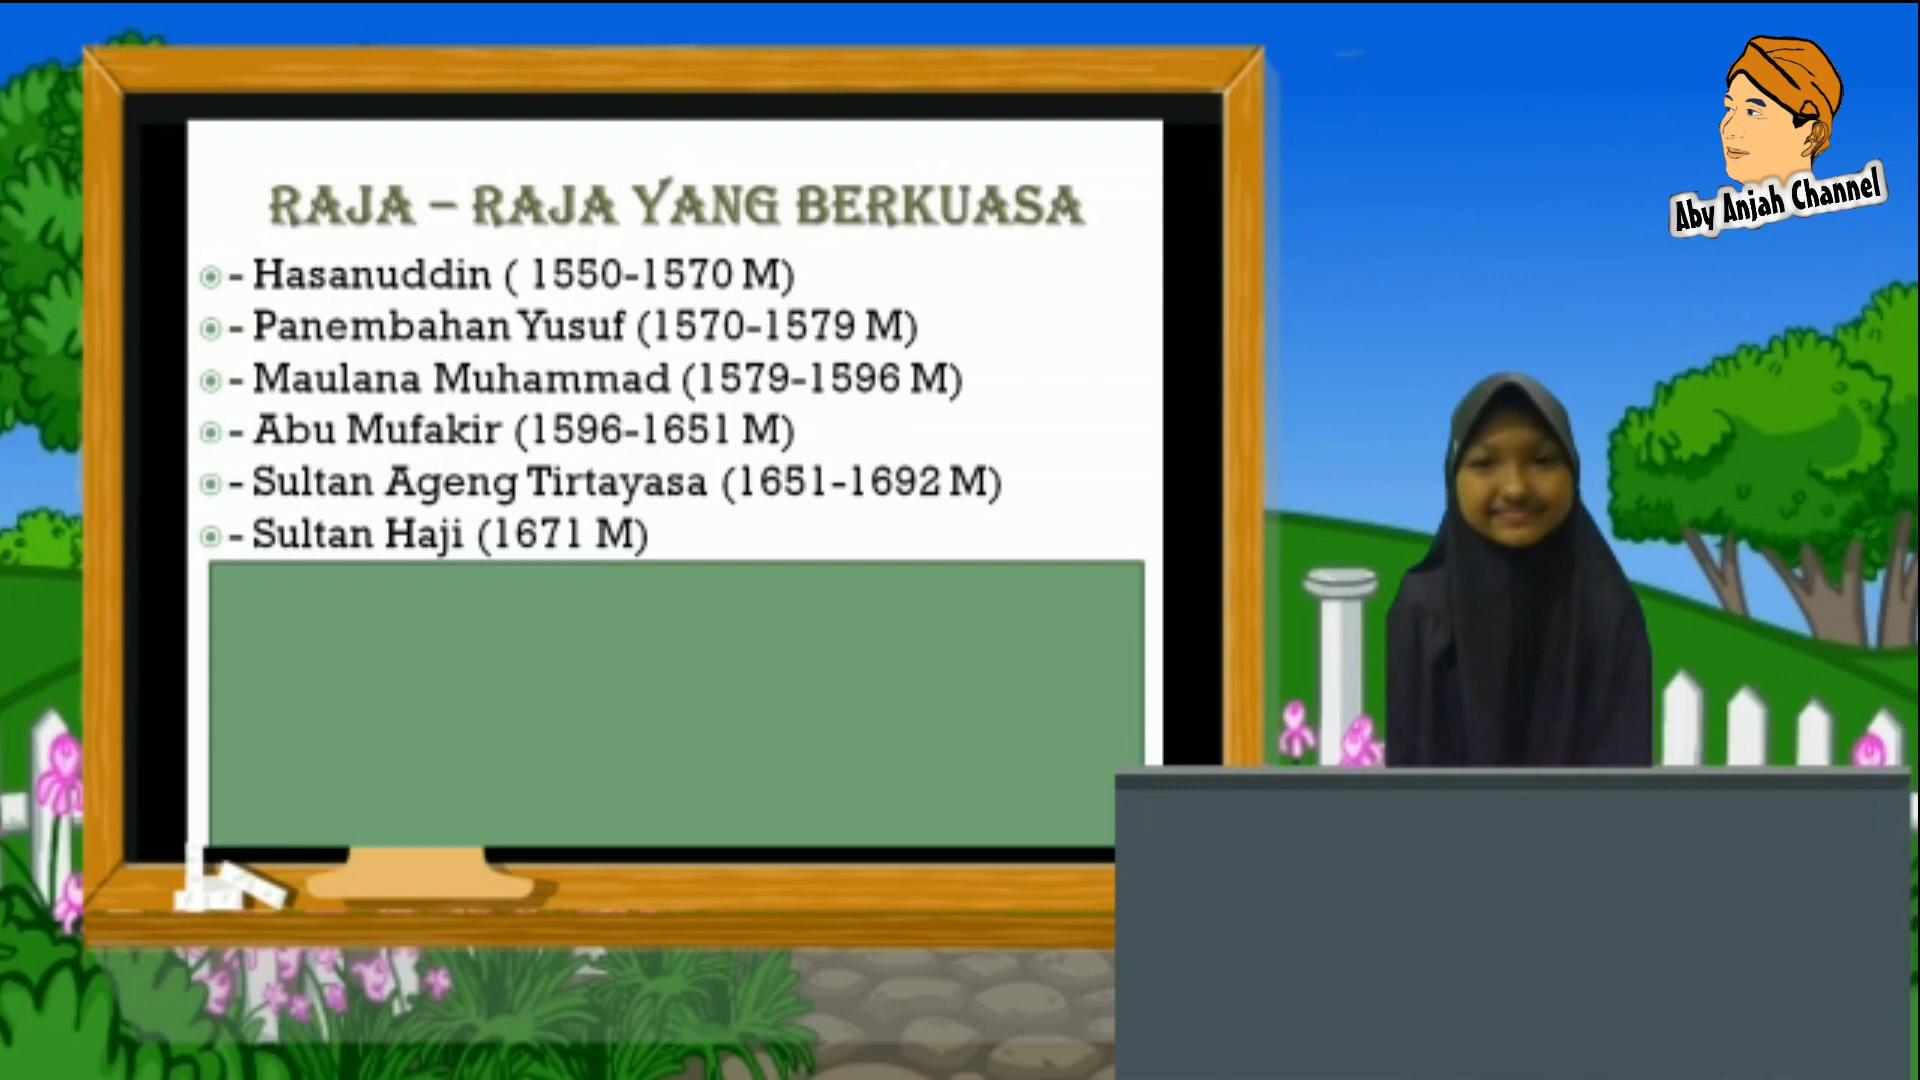 RAJA – RAJA YANG BERKUASA
- Hasanuddin ( 1550-1570 M)
- Panembahan Yusuf (1570-1579 M)
- Maulana Muhammad (1579-1596 M)
- Abu Mufakir (1596-1651 M)
- Sultan Ageng Tirtayasa (1651-1692 M)
- Sultan Haji (1671 M)
Aby Anjah Channel